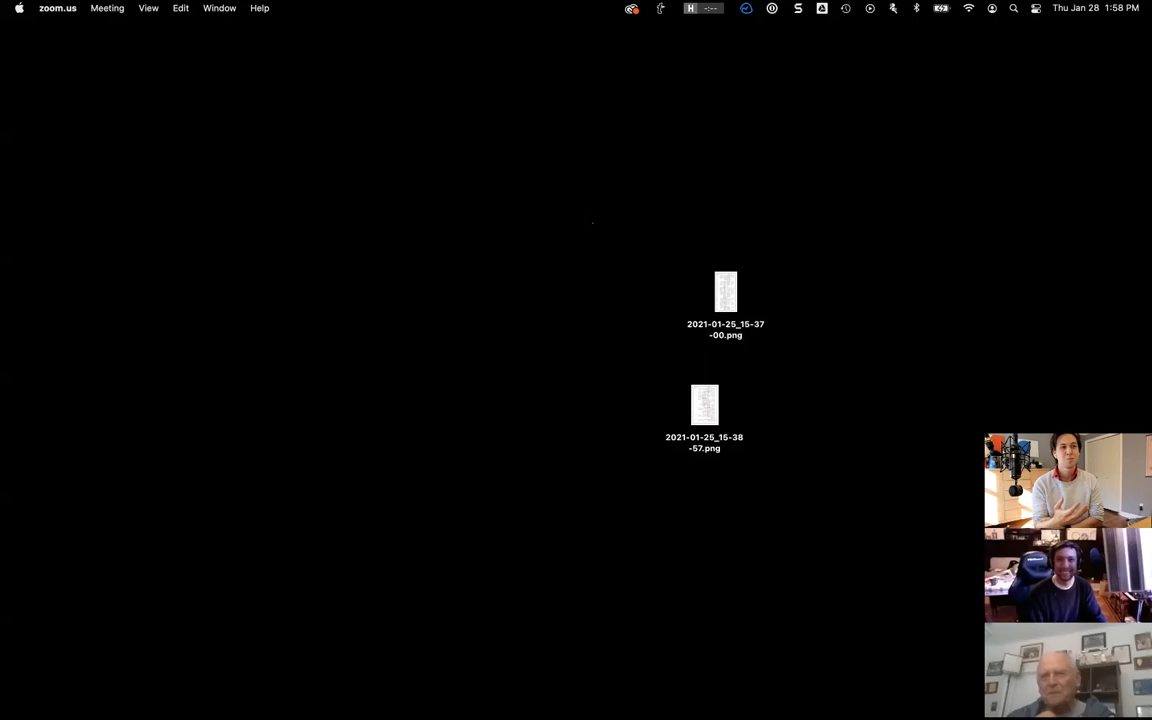 zoom.us Meeting View Edit Window Help H -:-- S Thu Jan 28 1:58 PM
2021-01-25_15-37
-00.png
2021-01-25_15-38
-57.png